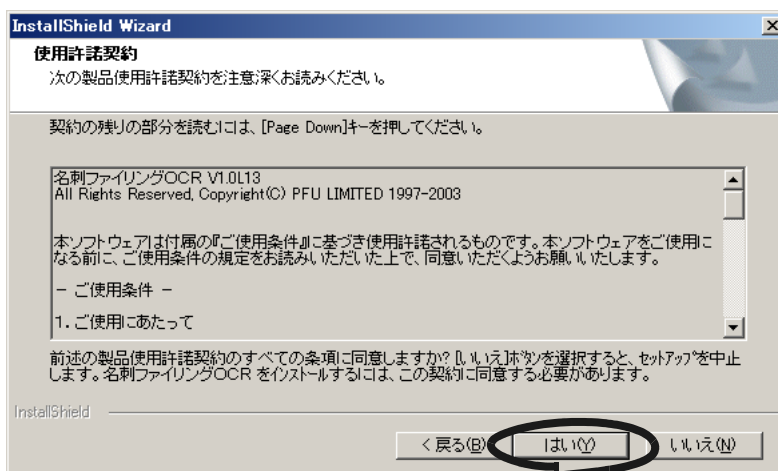 InstallShield Wizard
使用許諾契約
次の製品使用許諾契約を注意深くお読みください。
契約の残りの部分を読むには、[Page Down]キーを押してください。
名刺ファイリングOCR V1.0L13
All Rights Reserved, Copyright(C) PFU LIMITED 1997-2003
本ソフトウェアは付属の『ご使用条件』に基づき使用許諾されるものです。本ソフトウェアをご使用に
なる前に、ご使用条件の規定をお読みいただいた上で、同意いただくようお願いいたします。
－ ご使用条件 －
1．ご使用にあたって
前述の製品使用許諾契約のすべての条項に同意しますか? [いいえ]ボタンを選択すると、セットアップを中止
します。名刺ファイリングOCR をインストールするには、この契約に同意する必要があります。
InstallShield
< 戻る(B)
はい(Y)
いいえ(N)